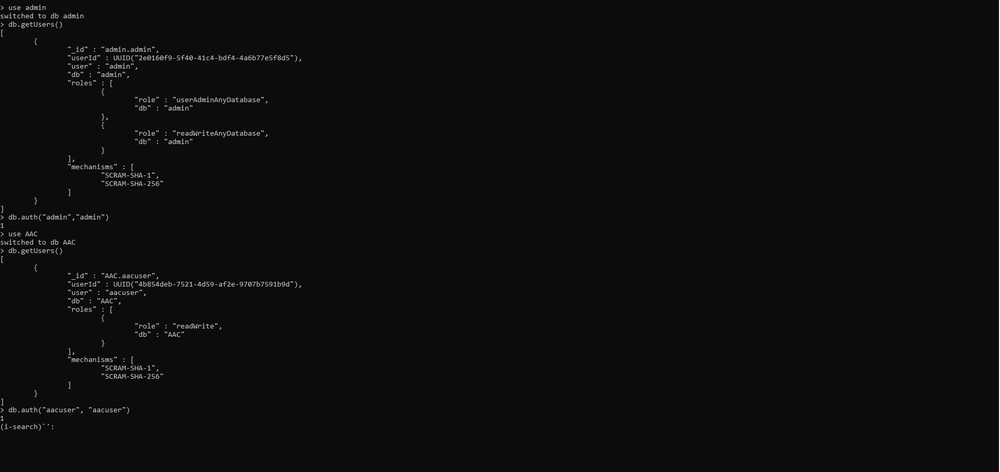 > use admin
switched to db admin
> db.getUsers()
[
        {
                "_id" : "admin.admin",
                "userId" : UUID("2e0160f9-5f40-41c4-bdf4-4a6b77e5f8d5"),
                "user" : "admin",
                "db" : "admin",
                "roles" : [
                        {
                                "role" : "userAdminAnyDatabase",
                                "db" : "admin"
                        },
                        {
                                "role" : "readWriteAnyDatabase",
                                "db" : "admin"
                        }
                ],
                "mechanisms" : [
                        "SCRAM-SHA-1",
                        "SCRAM-SHA-256"
                ]
        }
]
> db.auth("admin","admin")
1
> use AAC
switched to db AAC
> db.getUsers()
[
        {
                "_id" : "AAC.aacuser",
                "userId" : UUID("4b854deb-7521-4d59-af2e-9707b7591b9d"),
                "user" : "aacuser",
                "db" : "AAC",
                "roles" : [
                        {
                                "role" : "readWrite",
                                "db" : "AAC"
                        }
                ],
                "mechanisms" : [
                        "SCRAM-SHA-1",
                        "SCRAM-SHA-256"
                ]
        }
]
> db.auth("aacuser", "aacuser")
1
(i-search)`':